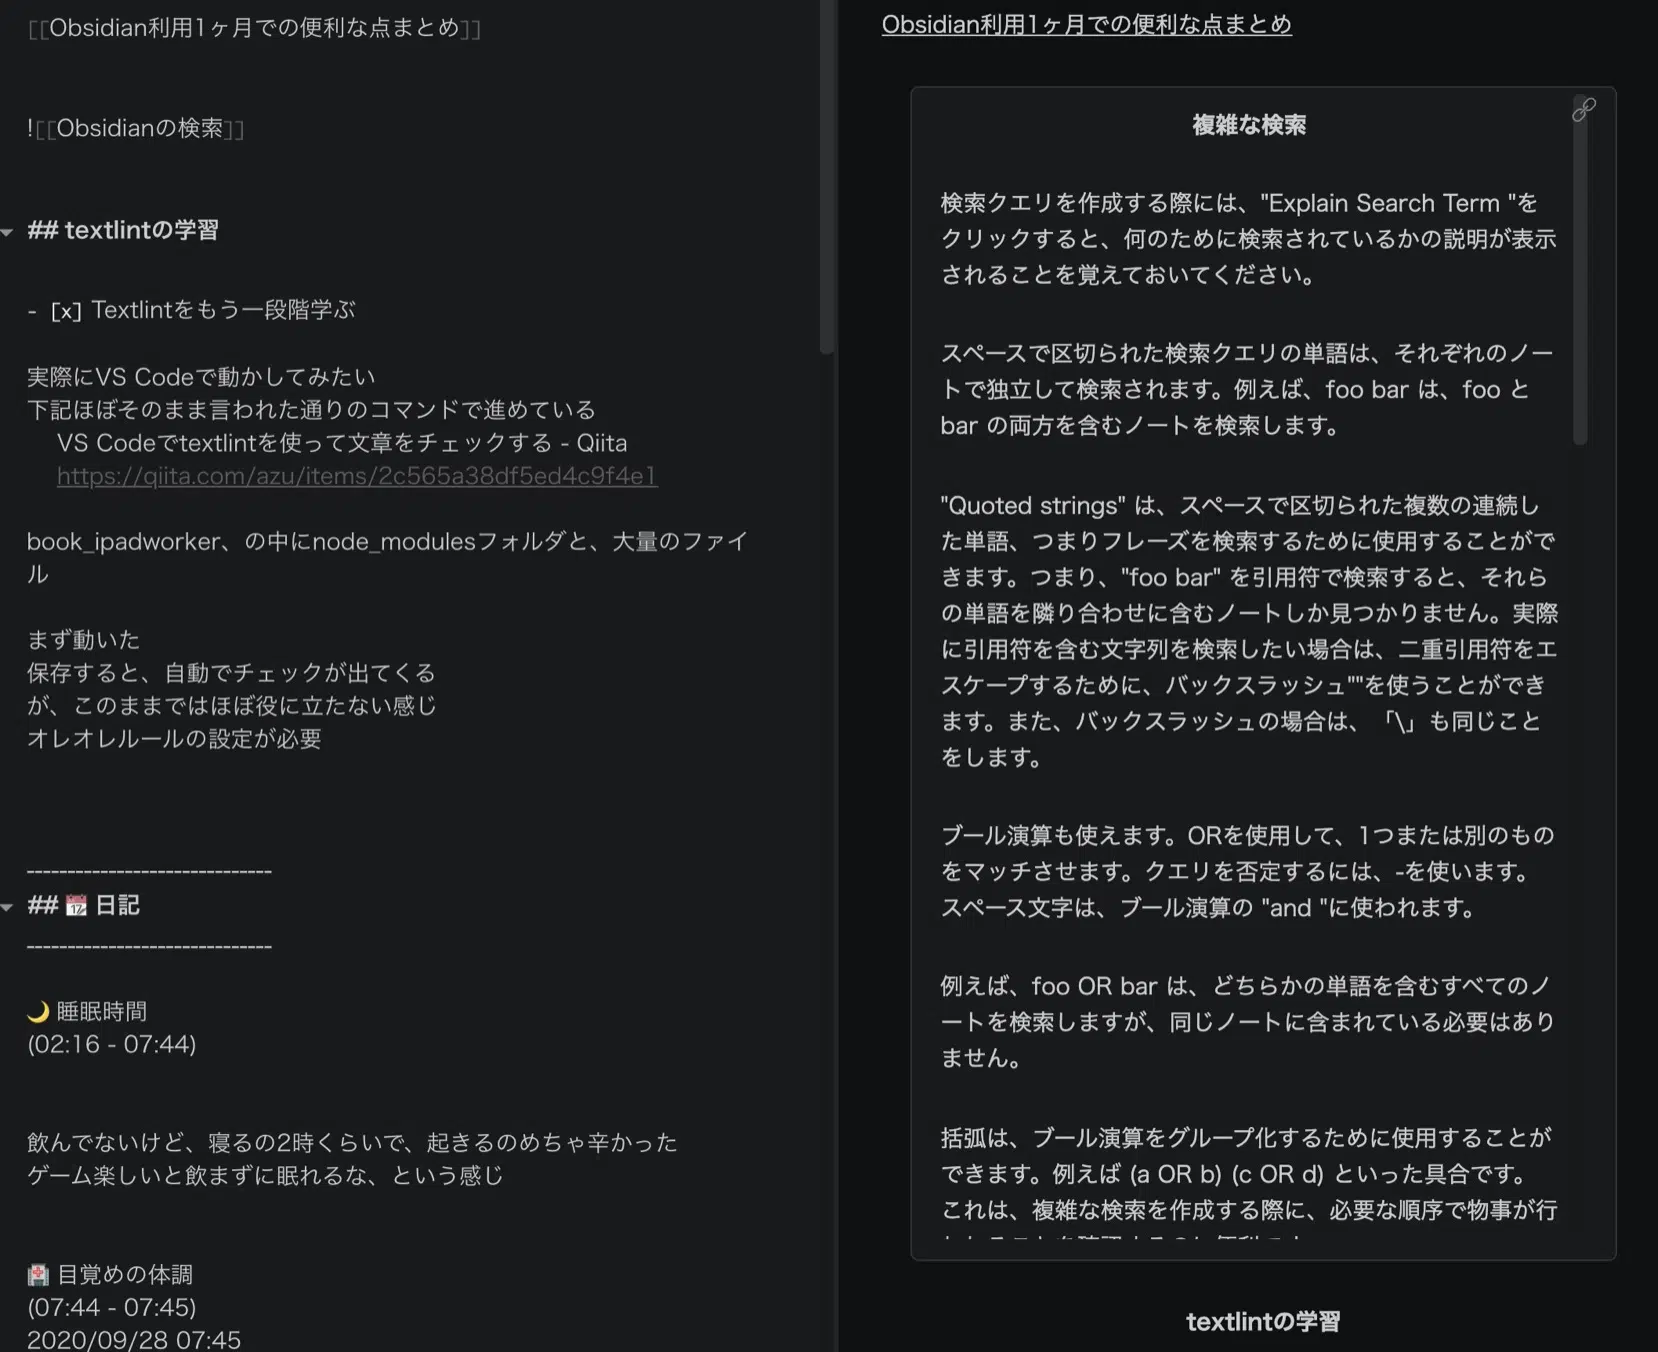 [[Obsidian利用1ヶ月での便利な点まとめ]]
![[Obsidianの検索]]
## textlintの学習
- [x] Textlintをもう一段階学ぶ
実際にVS Codeで動かしてみたい
下記ほぼそのまま言われた通りのコマンドで進めている
VS Codeでtextlintを使って文章をチェックする - Qiita
https://qiita.com/azu/items/2c565a38df5ed4c9f4e1
book_ipadworker、の中にnode_modulesフォルダと、大量のファイ
ル
まず動いた
保存すると、自動でチェックが出てくる
が、このままではほぼ役に立たない感じ
オレオレルールの設定が必要
------------------------------
## 📆 日記
------------------------------
🌙 睡眠時間
(02:16 - 07:44)
飲んでないけど、寝るの2時くらいで、起きるのめちゃ辛かった
ゲーム楽しいと飲まずに眠れるな、という感じ
🏥 目覚めの体調
(07:44 - 07:45)
2020/09/28 07:45
Obsidian利用1ヶ月での便利な点まとめ
複雑な検索
検索クエリを作成する際には、"Explain Search Term "を
クリックすると、何のために検索されているかの説明が表示
されることを覚えておいてください。
スペースで区切られた検索クエリの単語は、それぞれのノー
トで独立して検索されます。例えば、foo bar は、foo と
bar の両方を含むノートを検索します。
"Quoted strings" は、スペースで区切られた複数の連続し
た単語、つまりフレーズを検索するために使用することがで
きます。つまり、"foo bar" を引用符で検索すると、それら
の単語を隣り合わせに含むノートしか見つかりません。実際
に引用符を含む文字列を検索したい場合は、二重引用符をエ
スケープするために、バックスラッシュ""を使うことができ
ます。また、バックスラッシュの場合は、「\」も同じこと
をします。
ブール演算も使えます。ORを使用して、1つまたは別のもの
をマッチさせます。クエリを否定するには、-を使います。
スペース文字は、ブール演算の "and "に使われます。
例えば、foo OR bar は、どちらかの単語を含むすべてのノ
ートを検索しますが、同じノートに含まれている必要はあり
ません。
括弧は、ブール演算をグループ化するために使用することが
できます。例えば (a OR b) (c OR d) といった具合です。
これは、複雑な検索を作成する際に、必要な順序で物事が行
textlintの学習